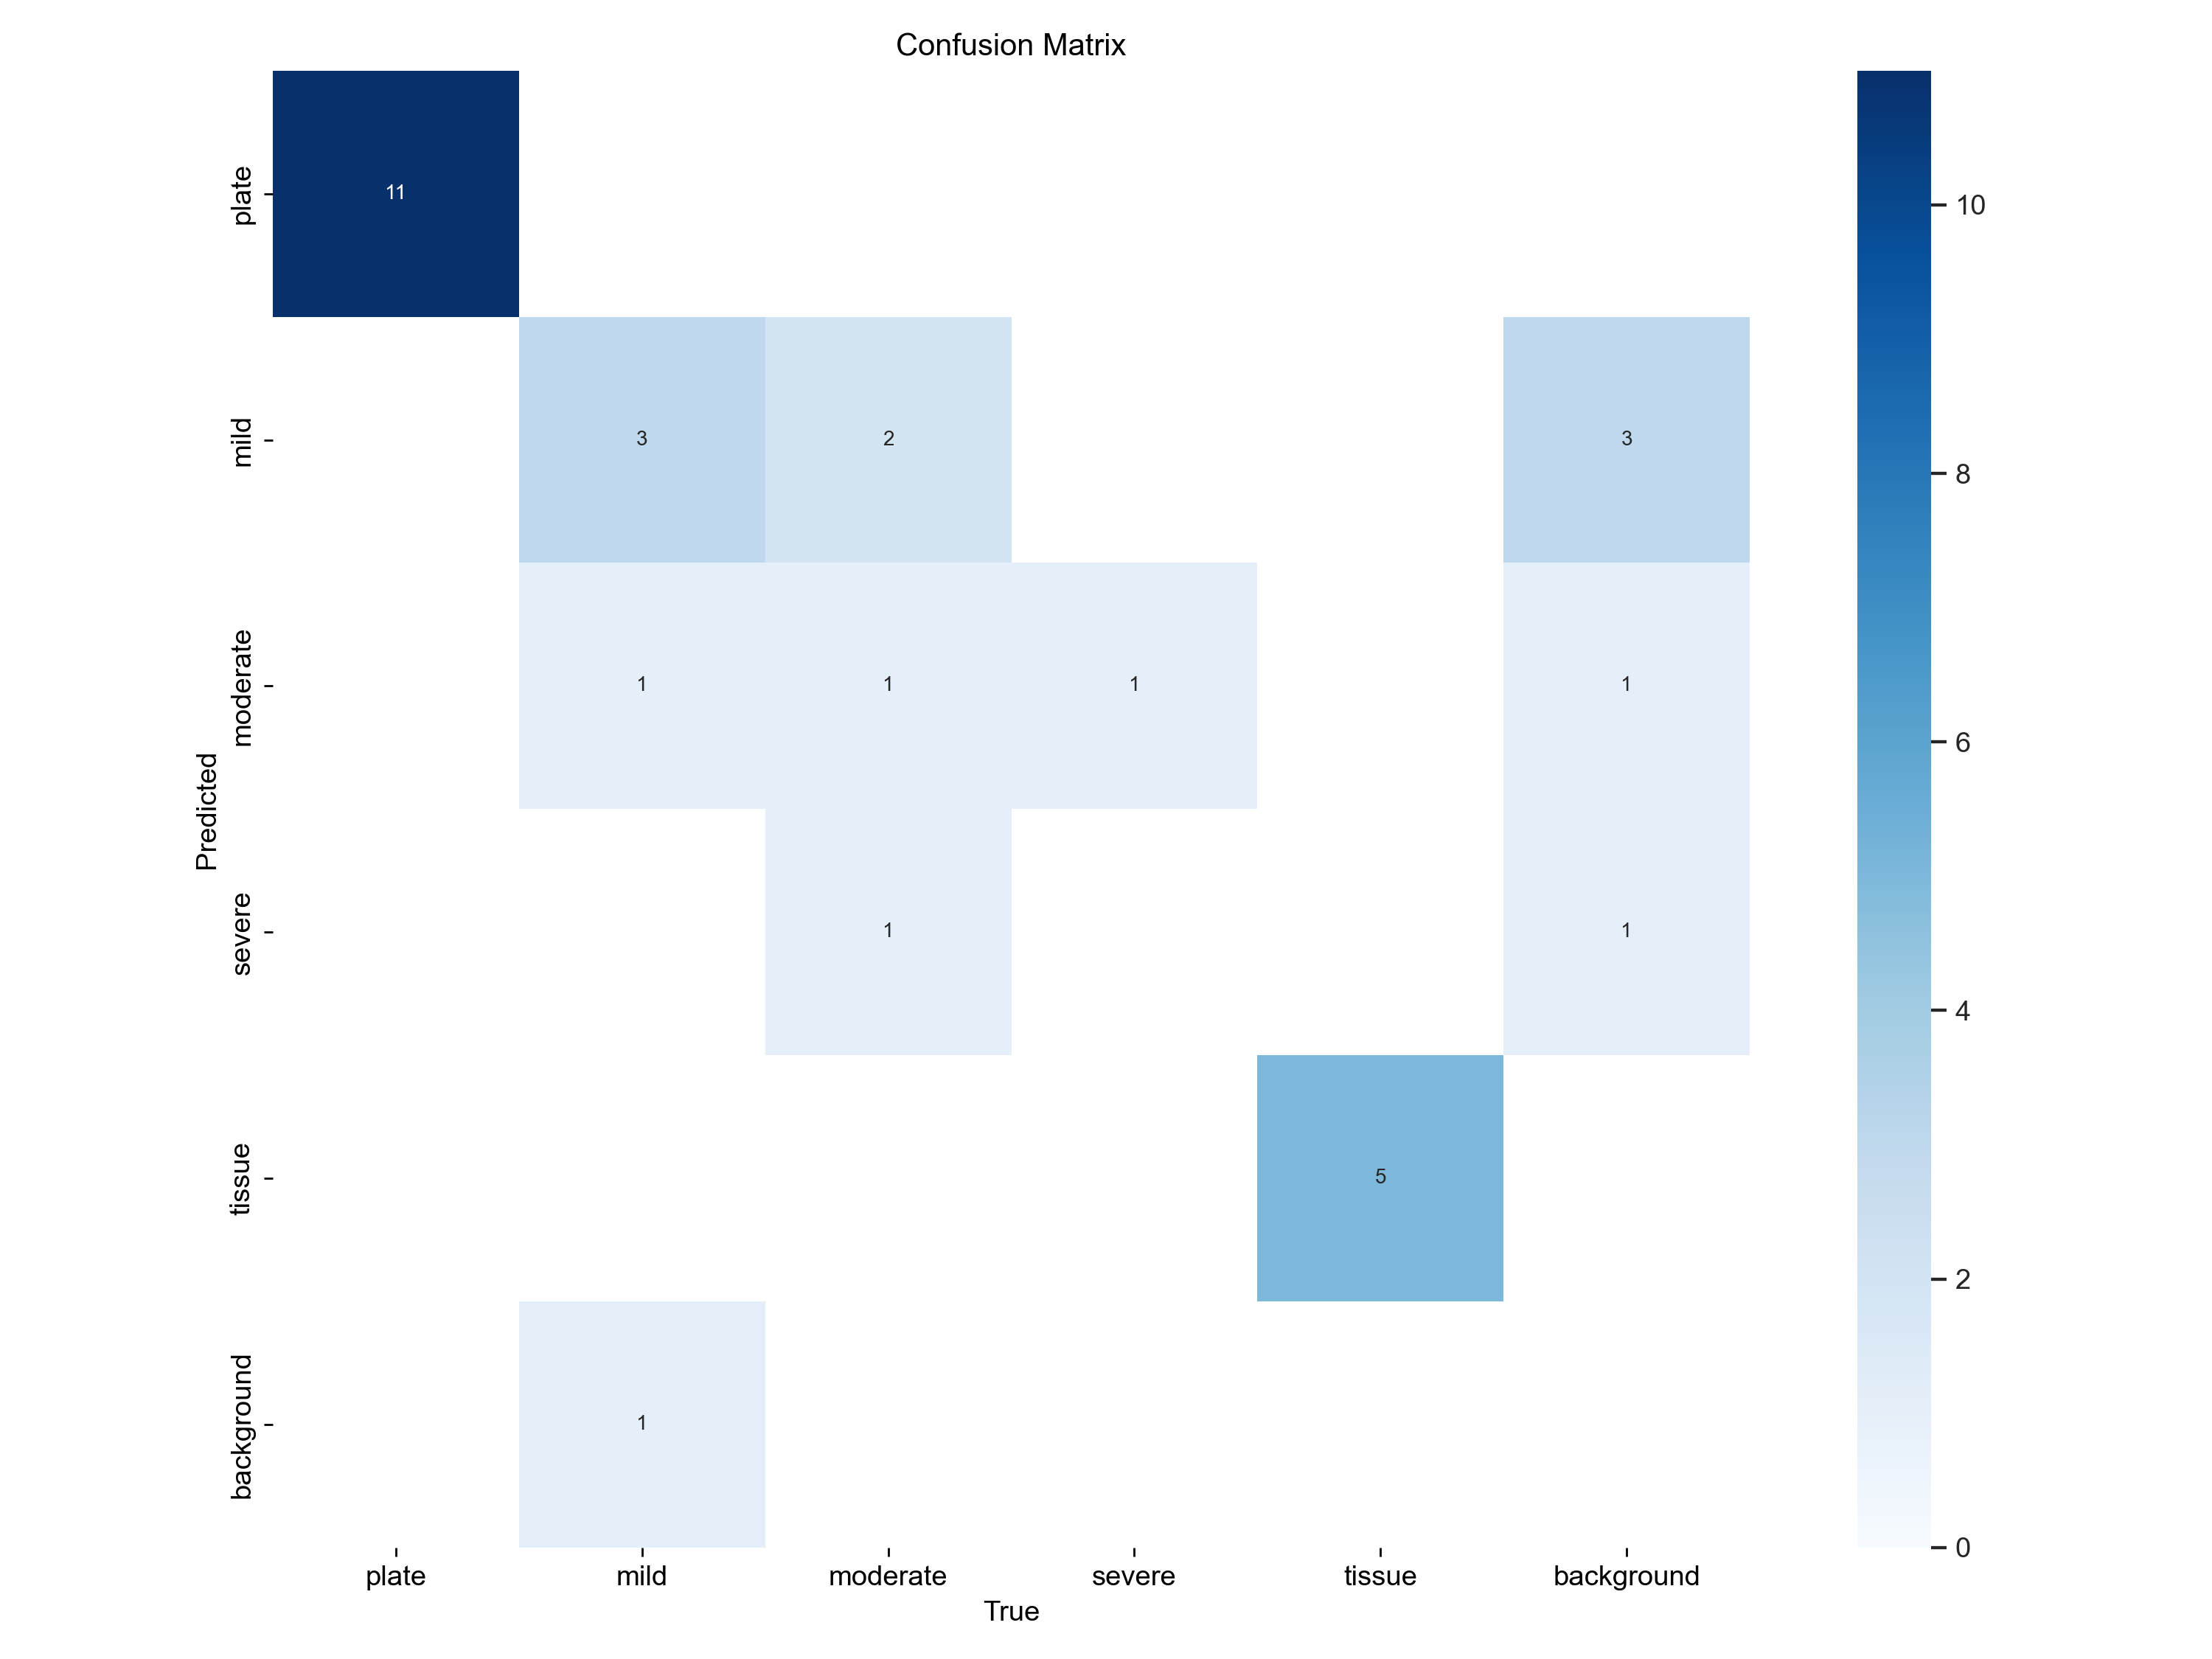 Confusion Matrix
plate
11
10
mild
3
2
3
8
moderate
1
1
1
1
6
Predicted
severe
1
1
4
tissue
5
2
background
1
0
plate
mild
moderate
severe
tissue
background
True